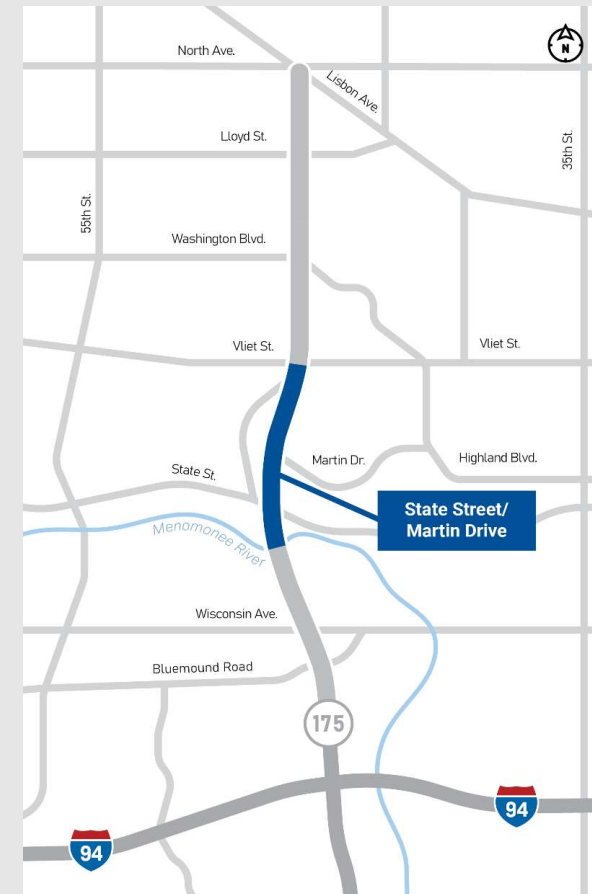 North Ave.
N
Lisbon Ave.
Lloyd St.
35th St.
55th St.
Washington Blvd.
Vliet St.
Vliet St.
Martin Dr.
Highland Blvd.
State St.
State Street/
Martin Drive
Menomonee River
Wisconsin Ave.
Bluemound Road
175
94
94